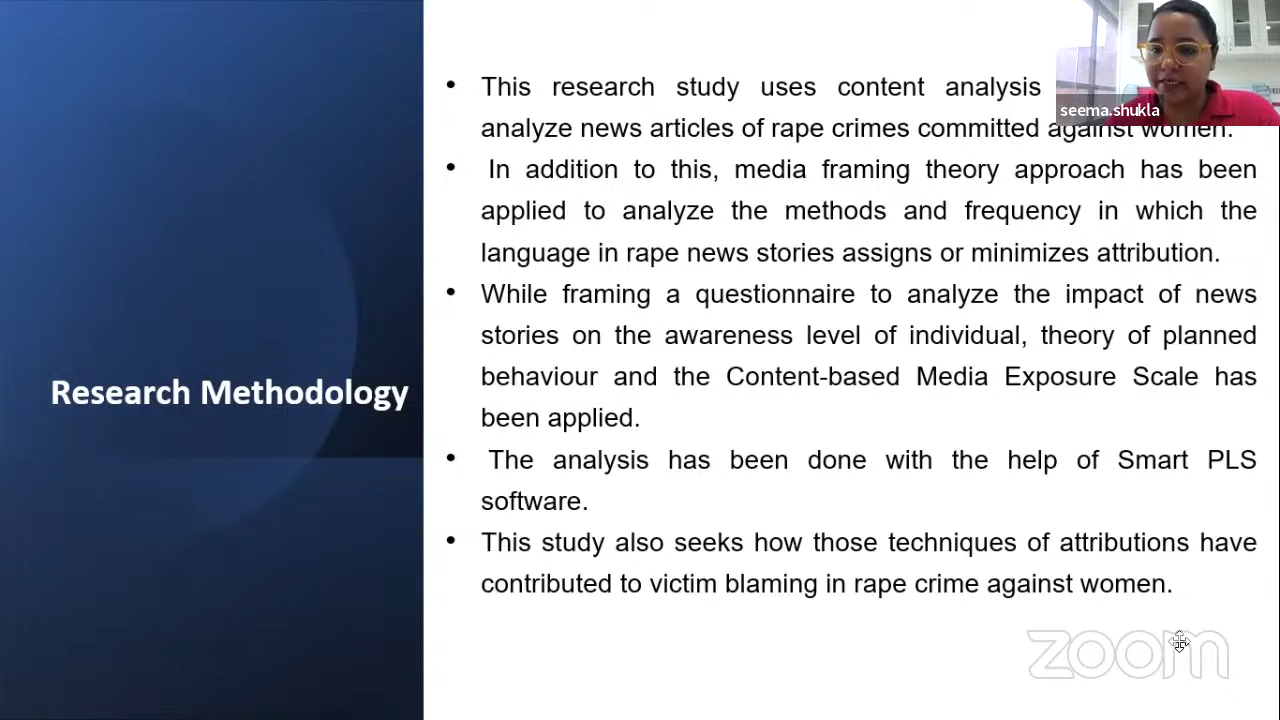 Research Methodology
• This research study uses content analysis
analyze news articles of rape crimes committed against women.
• In addition to this, media framing theory approach has been
applied to analyze the methods and frequency in which the
language in rape news stories assigns or minimizes attribution.
• While framing a questionnaire to analyze the impact of news
stories on the awareness level of individual, theory of planned
behaviour and the Content-based Media Exposure Scale has
been applied.
• The analysis has been done with the help of Smart PLS
software.
• This study also seeks how those techniques of attributions have
contributed to victim blaming in rape crime against women.
seema.shukla
zoom